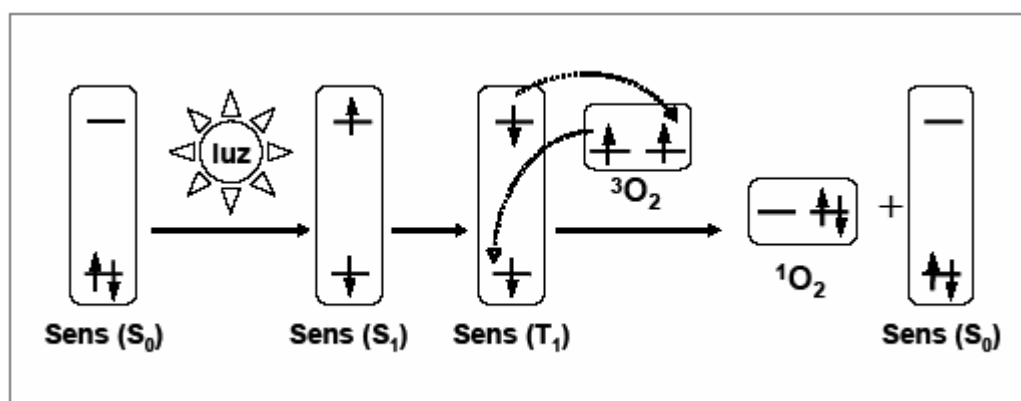 luz
³O₂
+
¹O₂
Sens (S₀)
Sens (S₁)
Sens (T₁)
Sens (S₀)